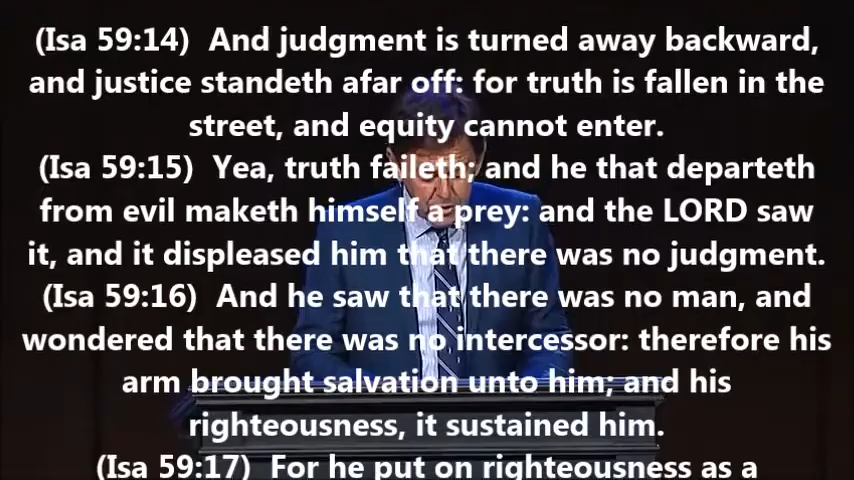 (Isa 59:14)  And judgment is turned away backward,
and justice standeth afar off: for truth is fallen in the
street, and equity cannot enter.
(Isa 59:15)  Yea, truth faileth; and he that departeth
from evil maketh himself a prey: and the LORD saw
it, and it displeased him that there was no judgment.
(Isa 59:16)  And he saw that there was no man, and
wondered that there was no intercessor: therefore his
arm brought salvation unto him; and his
righteousness, it sustained him.
(Isa 59:17)  For he put on righteousness as a